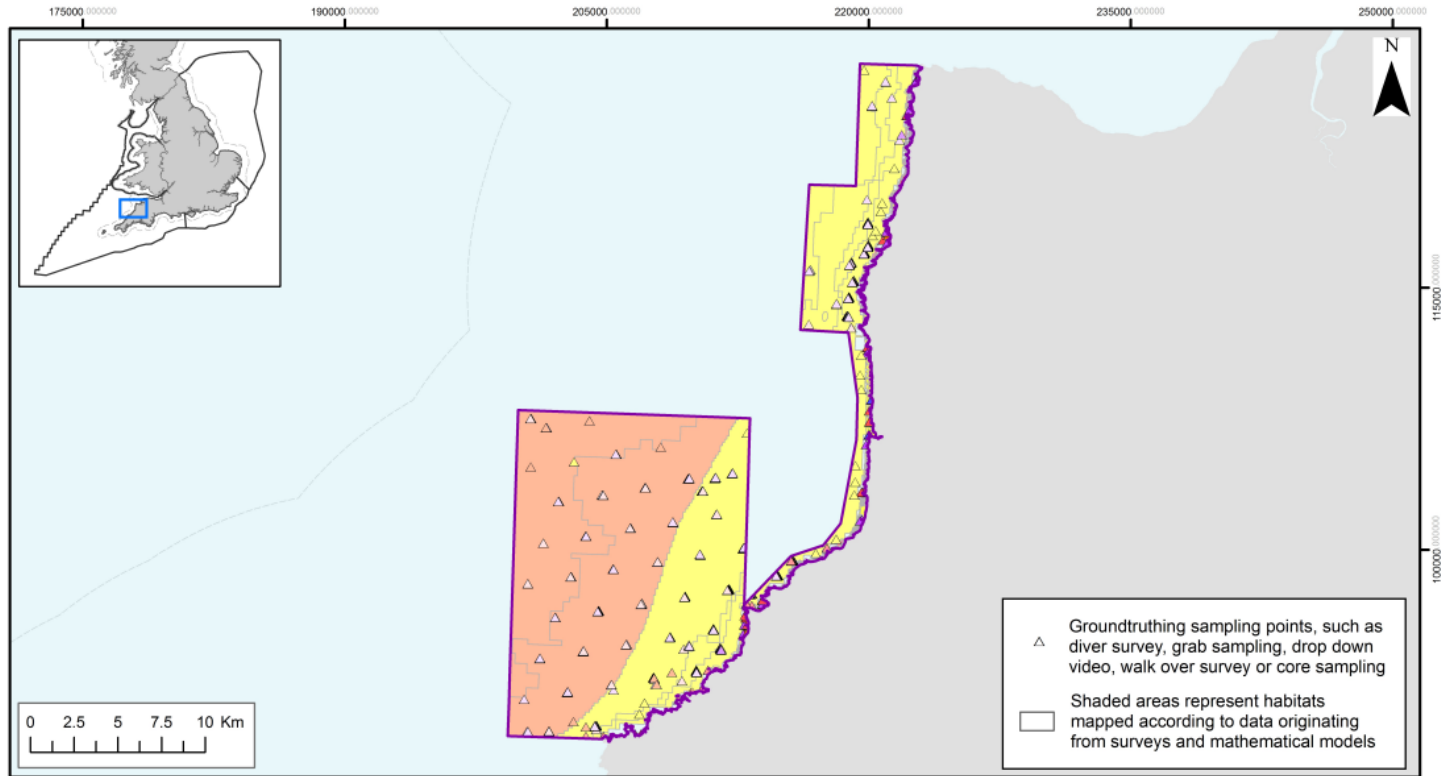 175000.000000 190000.000000 205000.000000 220000.000000 235000.000000 250000.000000
N
115000.000000
100000.000000
Groundtruthing sampling points, such as
diver survey, grab sampling, drop down
video, walk over survey or core sampling
Shaded areas represent habitats
mapped according to data originating
from surveys and mathematical models
0 2.5 5 7.5 10 Km